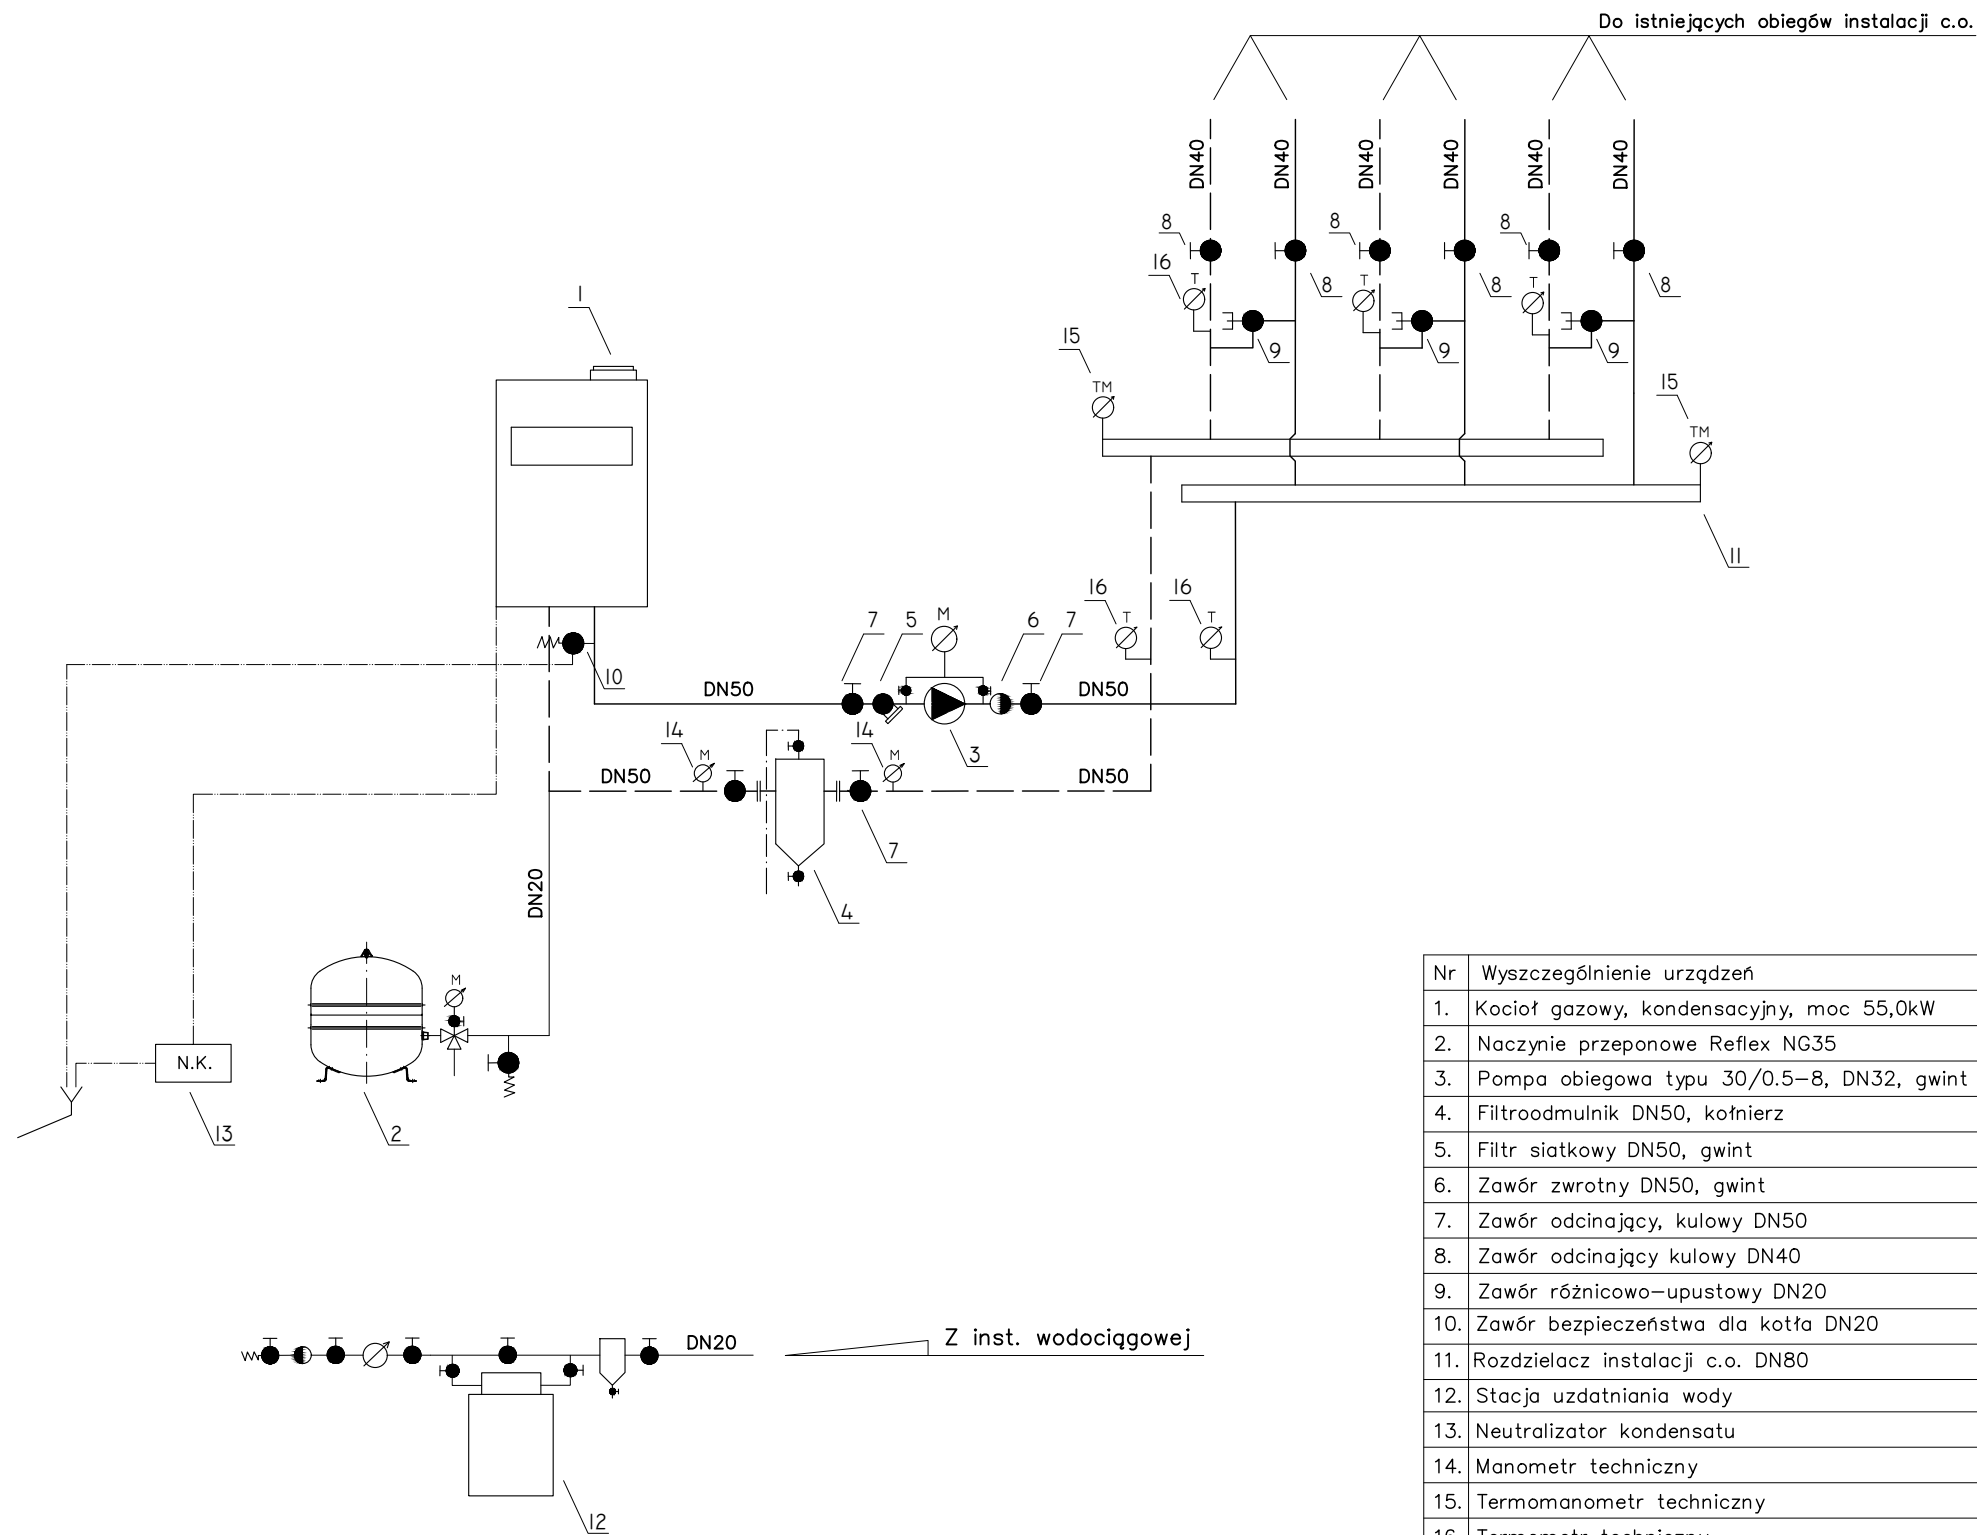 Do istniejących obiegów instalacji c.o.
DN40 DN40 DN40 DN40 DN40 DN40
8 8 8
16 T 8 T 8 T 8
1
9 9 9
15 TM
15 TM
11
16 T 16 T
7 5 M 6 7
10
DN50 DN50
14 M 14 M 3
DN50 DN50
7
DN20
4
M
N.K.
13 2
Z inst. wodociągowej
DN20
12
Nr Wyszczególnienie urządzeń
1. Kocioł gazowy, kondensacyjny, moc 55,0kW
2. Naczynie przeponowe Reflex NG35
3. Pompa obiegowa typu 30/0.5–8, DN32, gwint
4. Filtroodmulnik DN50, kołnierz
5. Filtr siatkowy DN50, gwint
6. Zawór zwrotny DN50, gwint
7. Zawór odcinający, kulowy DN50
8. Zawór odcinający kulowy DN40
9. Zawór różnicowo–upustowy DN20
10. Zawór bezpieczeństwa dla kotła DN20
11. Rozdzielacz instalacji c.o. DN80
12. Stacja uzdatniania wody
13. Neutralizator kondensatu
14. Manometr techniczny
15. Termomanometr techniczny
16. Termometr techniczny